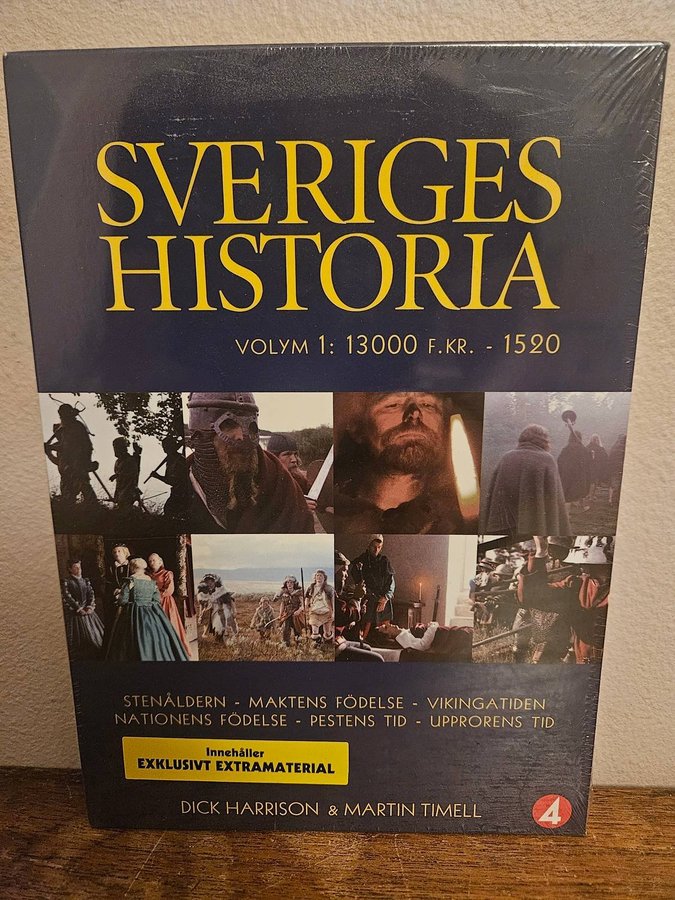 SVERIGES
HISTORIA
VOLYM 1: 13000 F.KR. - 1520
STENÅLDERN - MAKTENS FÖDELSE - VIKINGATIDEN
NATIONENS FÖDELSE - PESTENS TID - UPPRORENS TID
Innehåller
EXKLUSIVT EXTRAMATERIAL
DICK HARRISON & MARTIN TIMELL
4